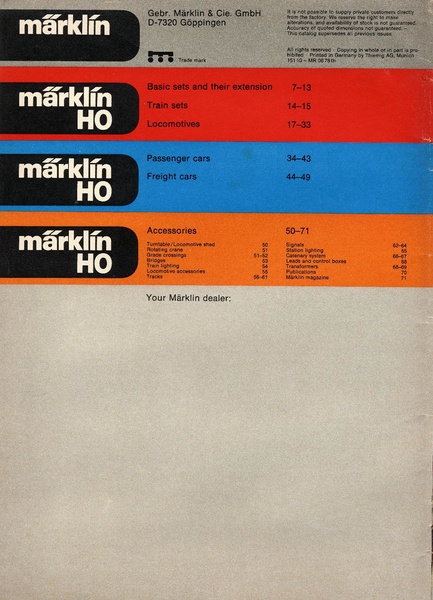 märklin
Gebr. Märklin & Cie. GmbH
D-7320 Göppingen
Trade mark
It is not possible to supply private customers directly
from the factory. We reserve the right to make
alterations, and availability of stock is not guaranteed.
Accuracy of quoted dimensions not guaranteed.
This catalog supersedes all previous issues.
All rights reserved · Copying in whole or in part is pro-
hibited · Printed in Germany by Thiemig AG, Munich
märklin
HO
Basic sets and their extension 7–13
Train sets 14–15
Locomotives 17–33
märklin
HO
Passenger cars 34–43
Freight cars 44–49
märklin
HO
Accessories 50–71
Turntable/Locomotive shed 50
Rotating crane 51
Grade crossings 51–52
Bridges 53
Train lighting 54
Locomotive accessories 55
Tracks 56–61
Signals 62–64
Station lighting 65
Catenary system 66–67
Leads and control boxes 68
Transformers 68–69
Publications 70
Märklin magazine 71
Your Märklin dealer: